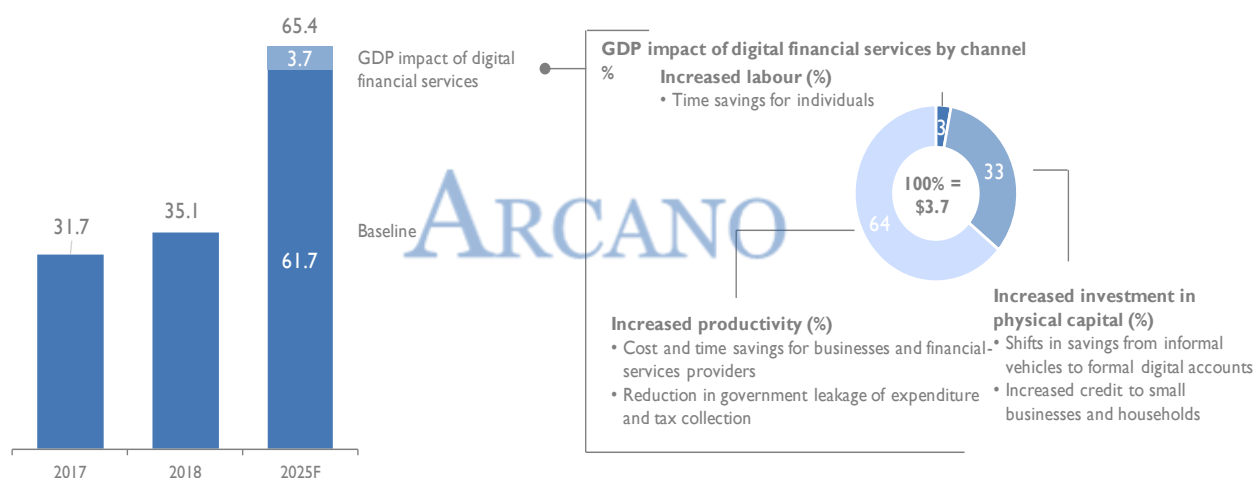 65.4
3.7
GDP impact of digital
financial services
31.7
35.1
Baseline
61.7
2017
2018
2025F
ARCANO
GDP impact of digital financial services by channel
%
Increased labour (%)
• Time savings for individuals
3
33
100% =
$3.7
64
Increased productivity (%)
• Cost and time savings for businesses and financial-
services providers
• Reduction in government leakage of expenditure
and tax collection
Increased investment in
physical capital (%)
• Shifts in savings from informal
vehicles to formal digital accounts
• Increased credit to small
businesses and households